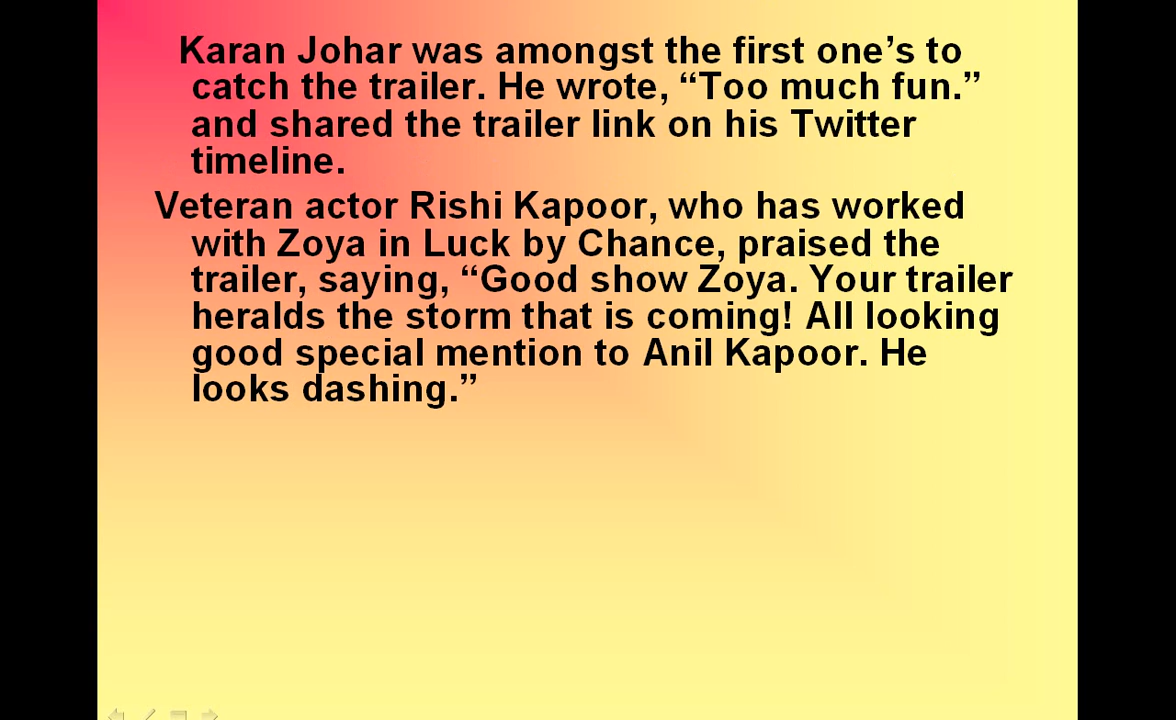 Karan Johar was amongst the first one’s to
catch the trailer. He wrote, “Too much fun.”
and shared the trailer link on his Twitter
timeline.
Veteran actor Rishi Kapoor, who has worked
with Zoya in Luck by Chance, praised the
trailer, saying, “Good show Zoya. Your trailer
heralds the storm that is coming! All looking
good special mention to Anil Kapoor. He
looks dashing.”